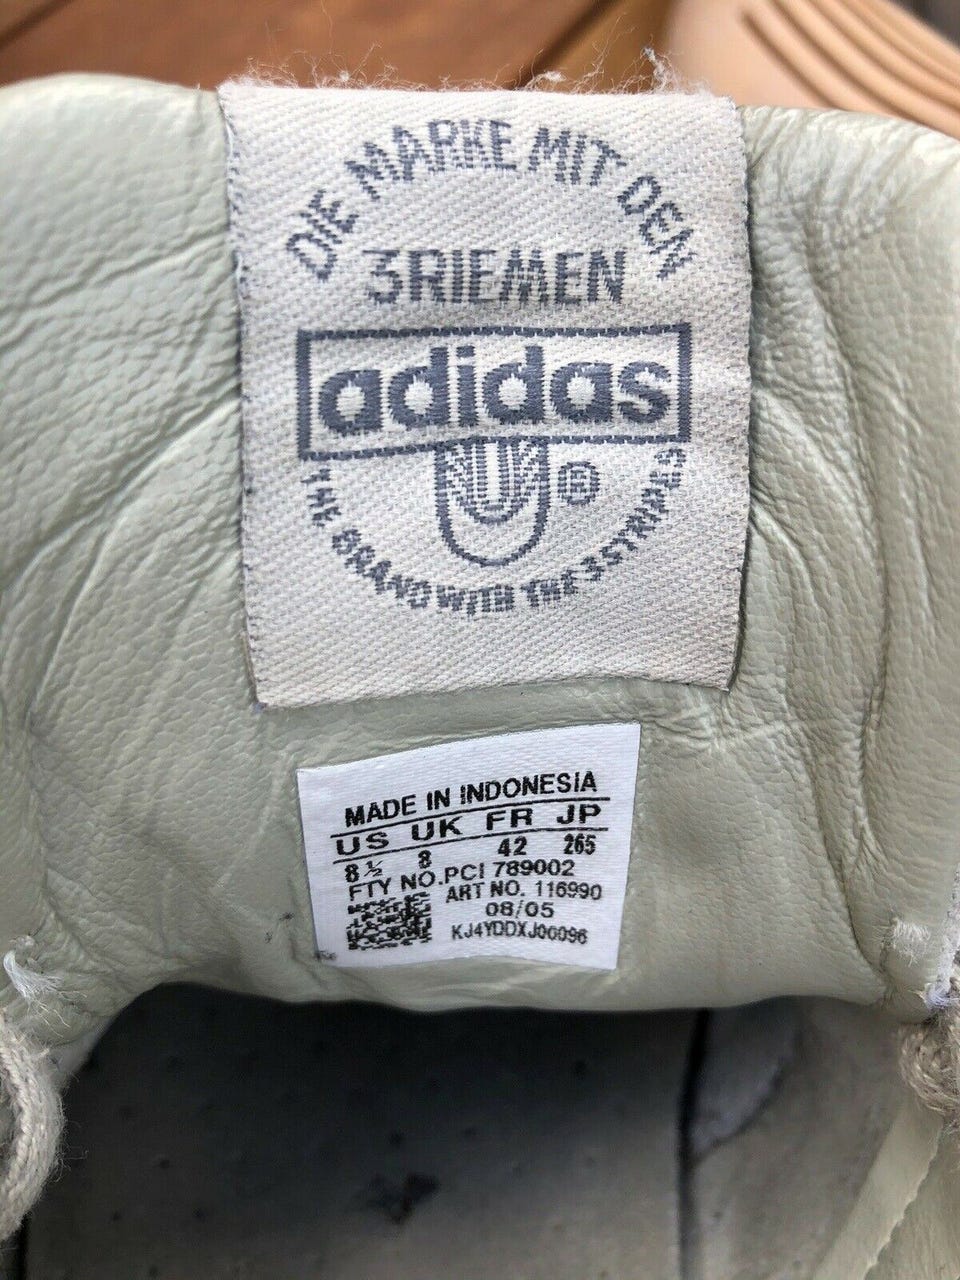 DIE MARKE MIT DEN
3RIEMEN
adidas
®
THE BRAND WITH THE 3 STRIPES
MADE IN INDONESIA
US UK FR JP
8½ 8 42 265
FTY NO.PCI 789002
ART NO. 116990
08/05
KJ4YDDXJ00096